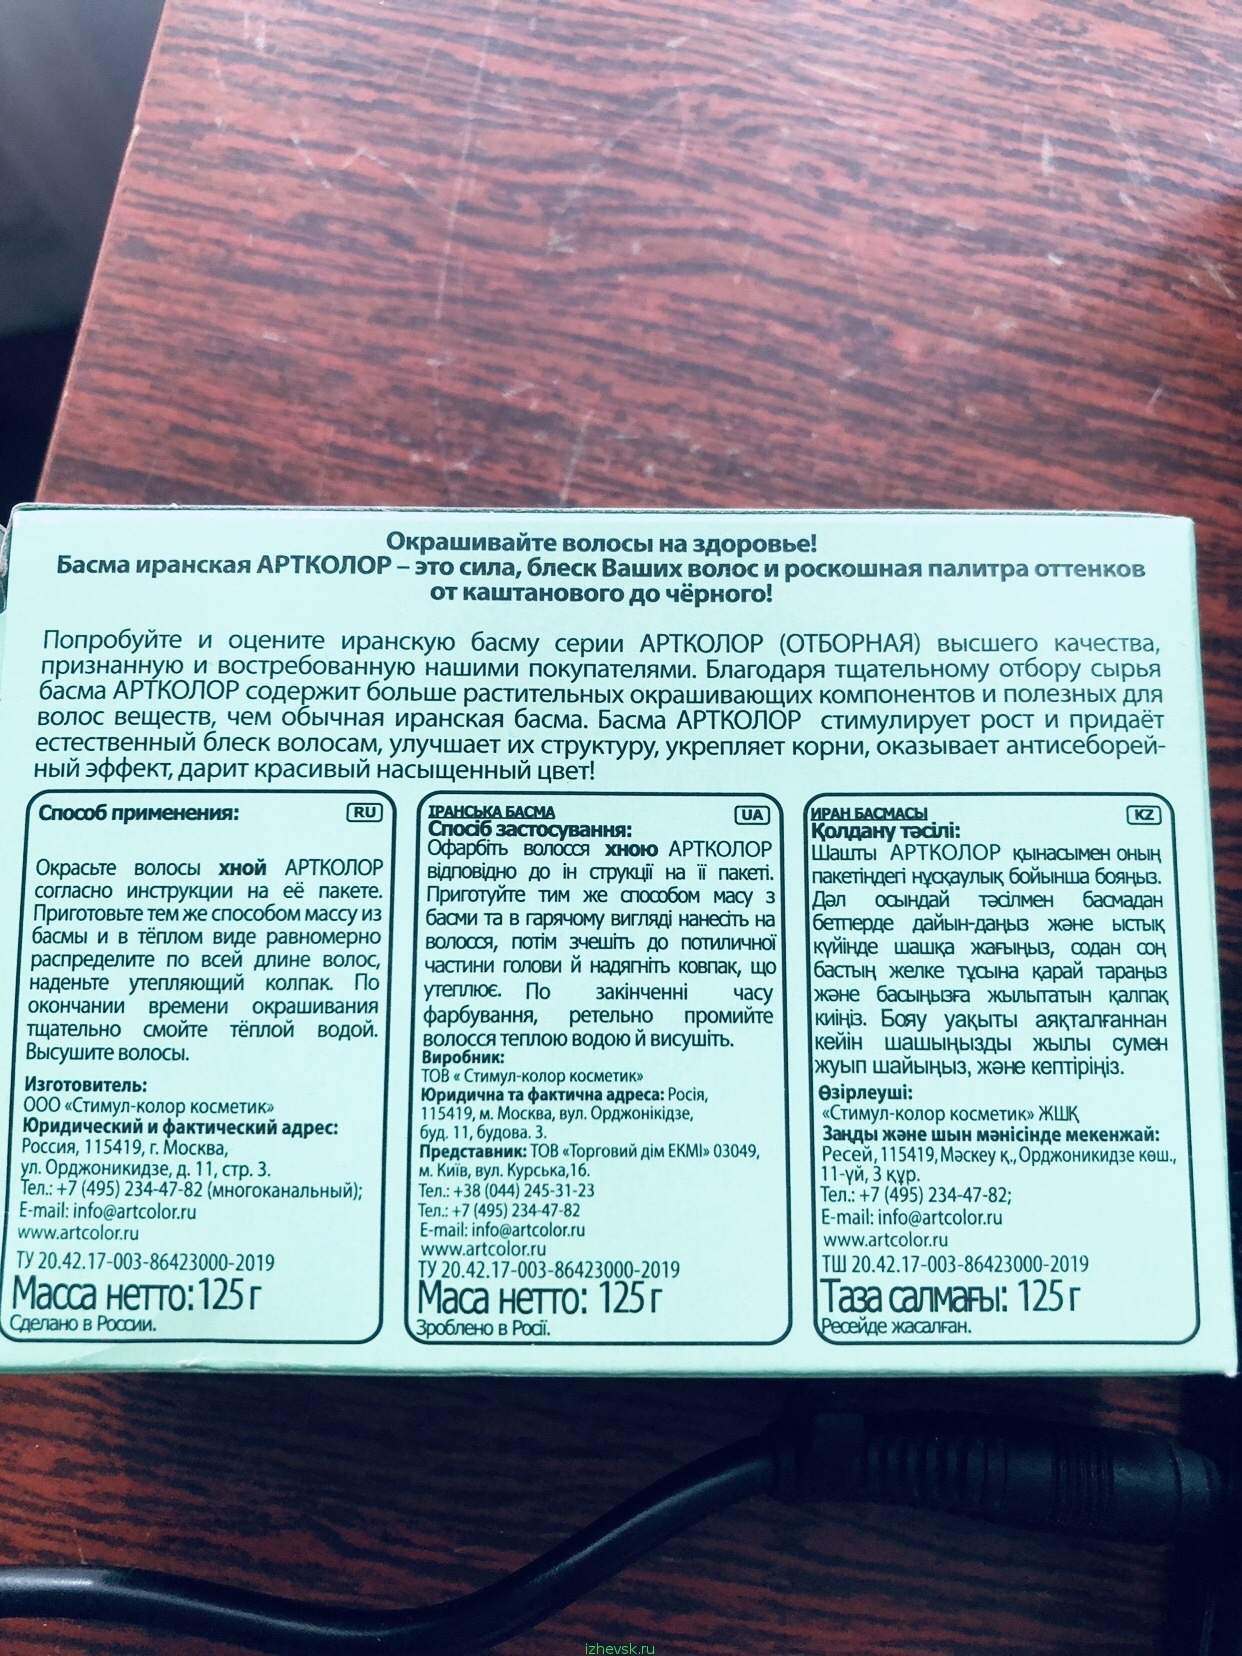 Окрашивайте волосы на здоровье!
Басма иранская АРТКОЛОР – это сила, блеск Ваших волос и роскошная палитра оттенков
от каштанового до чёрного!
Попробуйте и оцените иранскую басму серии АРТКОЛОР (ОТБОРНАЯ) высшего качества,
признанную и востребованную нашими покупателями. Благодаря тщательному отбору сырья
басма АРТКОЛОР содержит больше растительных окрашивающих компонентов и полезных для
волос веществ, чем обычная иранская басма. Басма АРТКОЛОР стимулирует рост и придаёт
естественный блеск волосам, улучшает их структуру, укрепляет корни, оказывает антисеборей-
ный эффект, дарит красивый насыщенный цвет!
Способ применения: RU
Окрасьте волосы хной АРТКОЛОР
согласно инструкции на её пакете.
Приготовьте тем же способом массу из
басмы и в тёплом виде равномерно
распределите по всей длине волос,
наденьте утепляющий колпак. По
окончании времени окрашивания
тщательно смойте тёплой водой.
Высушите волосы.
Изготовитель:
ООО «Стимул-колор косметик»
Юридический и фактический адрес:
Россия, 115419, г. Москва,
ул. Орджоникидзе, д. 11, стр. 3.
Тел.: +7 (495) 234-47-82 (многоканальный);
E-mail: info@artcolor.ru
www.artcolor.ru
ТУ 20.42.17-003-86423000-2019
Масса нетто: 125 г
Сделано в России.
ІРАНСЬКА БАСМА UA
Спосіб застосування:
Офарбіть волосся хною АРТКОЛОР
відповідно до ін струкції на її пакеті.
Приготуйте тим же способом масу з
басми та в гарячому вигляді нанесіть на
волосся, потім зчешіть до потиличної
частини голови й надягніть ковпак, що
утеплює. По закінченні часу
фарбування, ретельно промийте
волосся теплою водою й висушіть.
Виробник:
ТОВ « Стимул-колор косметик»
Юридична та фактична адреса: Росія,
115419, м. Москва, вул. Орджонікідзе,
буд. 11, будова. 3.
Представник: ТОВ «Торговий дім ЕКМІ» 03049,
м. Київ, вул. Курська,16.
Тел.: +38 (044) 245-31-23
Тел.: +7 (495) 234-47-82
E-mail: info@artcolor.ru
www.artcolor.ru
ТУ 20.42.17-003-86423000-2019
Маса нетто: 125 г
Зроблено в Росії.
ИРАН БАСМАСЫ KZ
Қолдану тәсілі:
Шашты АРТКОЛОР қынасымен оның
пакетіндегі нұсқаулық бойынша бояңыз.
Дәл осындай тәсілмен басмадан
бетперде дайын-даңыз және ыстық
күйінде шашқа жағыңыз, содан соң
бастың желке тұсына қарай тараңыз
және басыңызға жылытатын қалпақ
киіңіз. Бояу уақыты аяқталғаннан
кейін шашыңызды жылы сумен
жуып шайыңыз, және кептіріңіз.
Өзірлеуші:
«Стимул-колор косметик» ЖШҚ
Заңды және шын мәнісінде мекенжай:
Ресей, 115419, Мәскеу қ., Орджоникидзе көш.,
11-үй, 3 құр.
Тел.: +7 (495) 234-47-82;
E-mail: info@artcolor.ru
www.artcolor.ru
ТШ 20.42.17-003-86423000-2019
Таза салмағы: 125 г
Ресейде жасалған.
izhevsk.ru